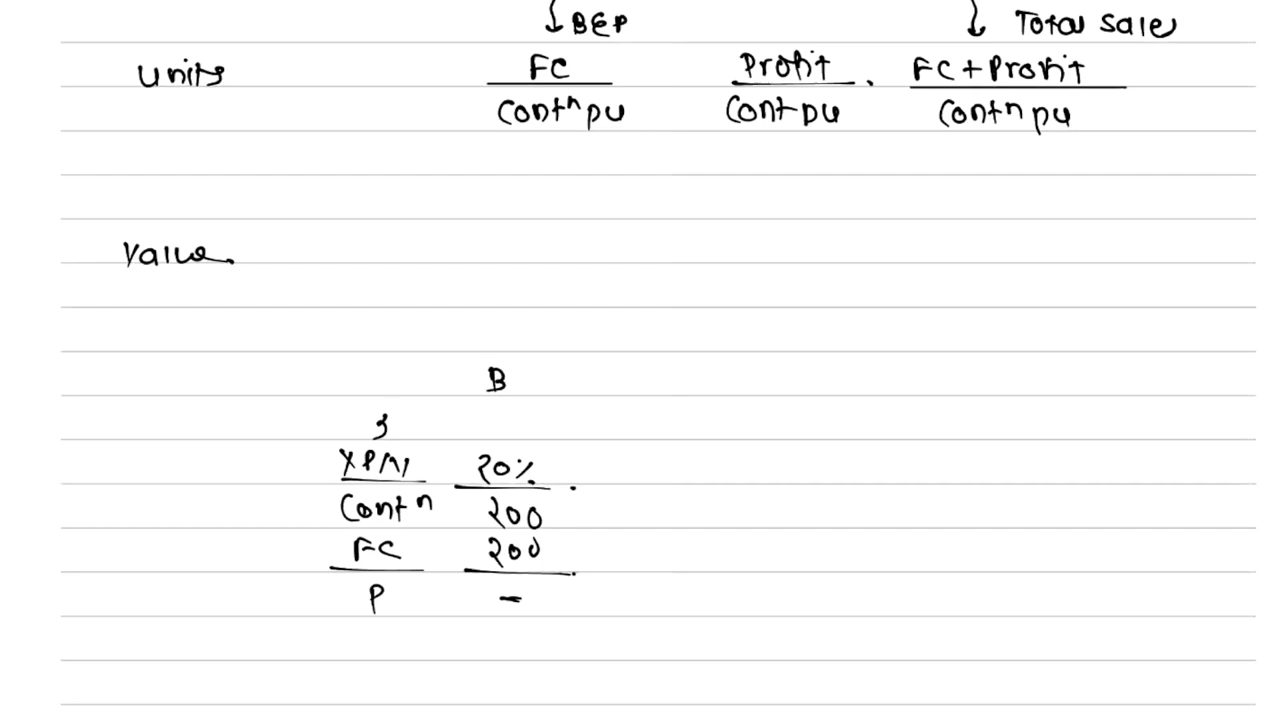 ↓ BEP ↓ Total sale
units FC/Contⁿ pu Profit/Cont pu . FC + Profit/Contⁿ pu
Value.
B
S
XPM 20% .
Contⁿ 200
FC 200
P -